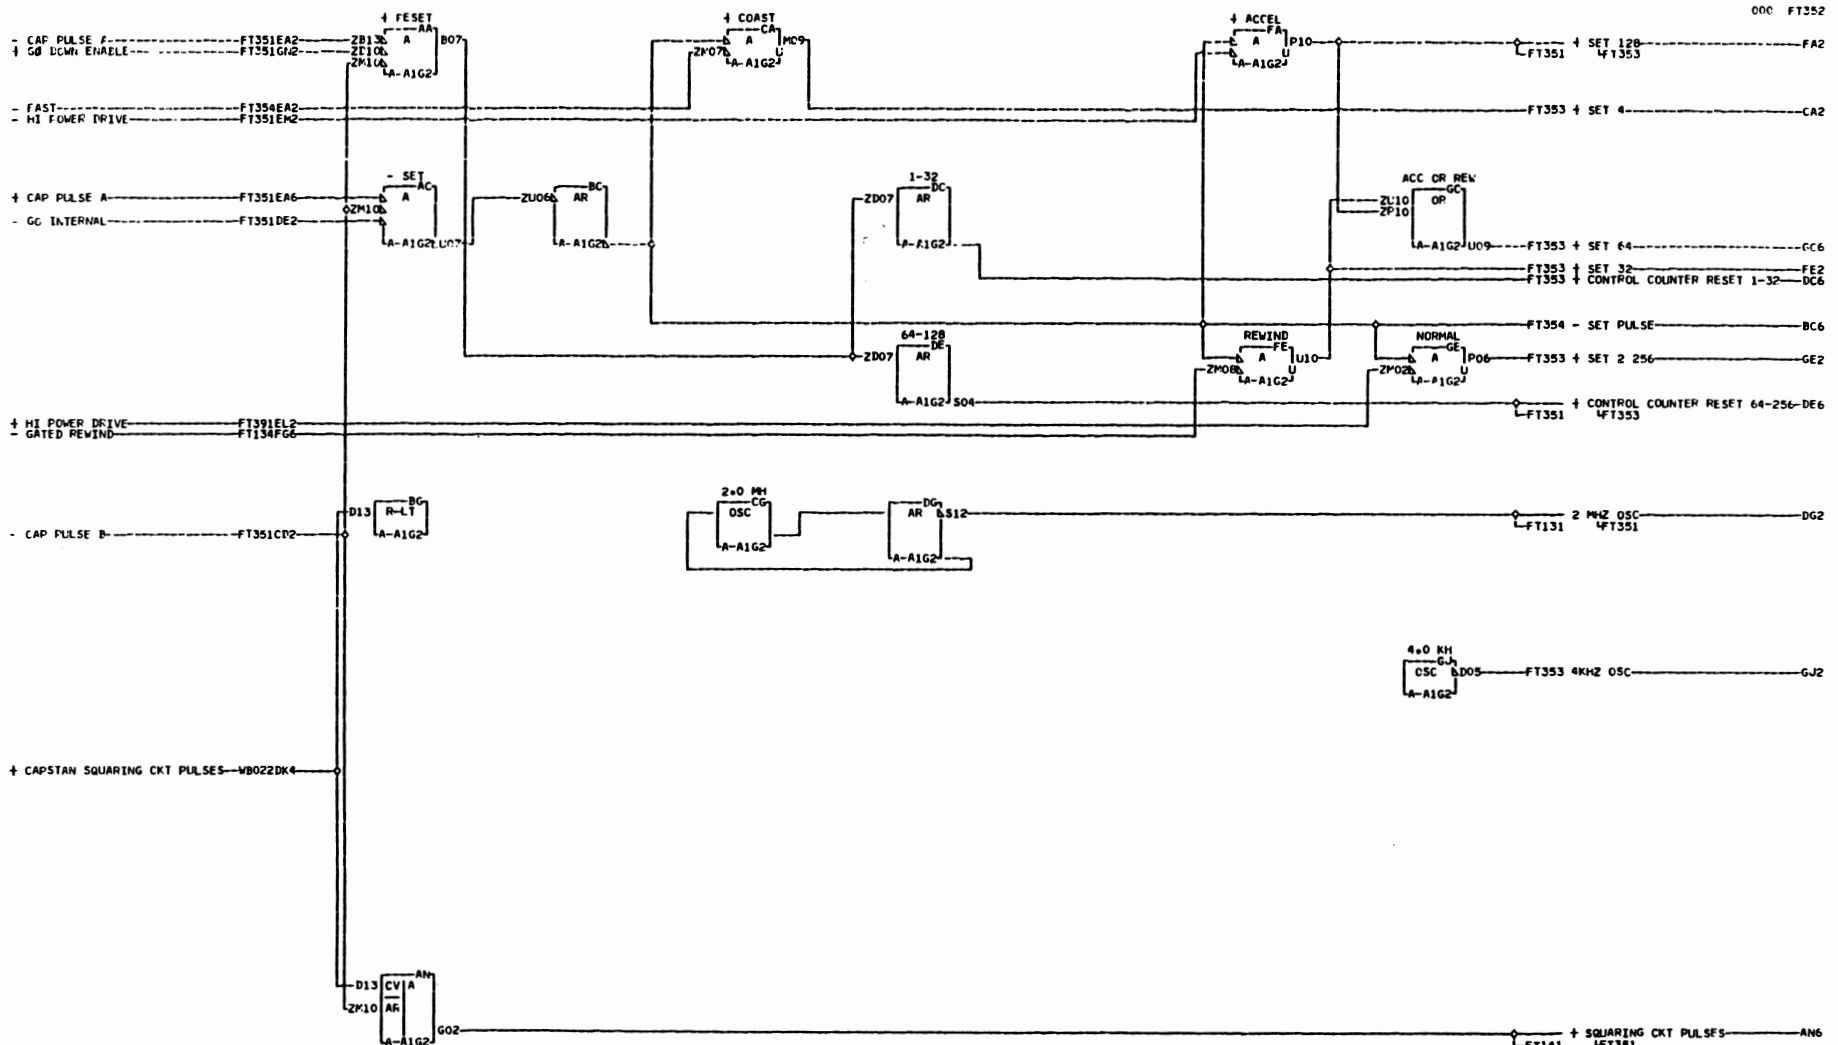 000 FT352
+ RESET
+ COAST
+ ACCEL
- CAP PULSE A FT351EA2 ZB13 A AA B07
+ GO DOWN ENABLE FT351GN2 ZD10
ZM10
A-A1G2
ZM07 A CA M09
U
A-A1G2
A FA P10
U
A-A1G2
+ SET 128 FA2
FT351 FT353
- FAST FT354EA2 FT353 + SET 4 CA2
- HI POWER DRIVE FT351EM2
- SET
1-32
ACC OR REW
+ CAP PULSE A FT351EA6 A AC
ZM10
- GO INTERNAL FT351DE2
A-A1G2 U07
ZU06 AR BC
A-A1G2
ZD07 AR DC
A-A1G2
ZU10 OR GC
ZP10
A-A1G2 U09 FT353 + SET 64 GC6
FT353 + SET 32 FE2
FT353 + CONTROL COUNTER RESET 1-32 DC6
64-128
REWIND
NORMAL
FT354 - SET PULSE BC6
ZD07 AR DE
A-A1G2 S04
ZM08 A FE U10
U
A-A1G2
ZM02 A GE P06
U
A-A1G2
FT353 + SET 2 256 GE2
+ CONTROL COUNTER RESET 64-256 DE6
FT351 FT353
+ HI POWER DRIVE FT391EL2
- GATED REWIND FT134FG6
2.0 MH
D13 R-LT BG
A-A1G2
OSC CG
A-A1G2
AR DG S12
A-A1G2
2 MHZ OSC DG2
FT131 FT351
- CAP PULSE B FT351CD2
4.0 KH
OSC GJ D05 FT353 4KHZ OSC GJ2
A-A1G2
+ CAPSTAN SQUARING CKT PULSES WB022DK4
D13 CV A AN
ZM10 AR
A-A1G2 G02
+ SQUARING CKT PULSES AN6
FT141 FT351